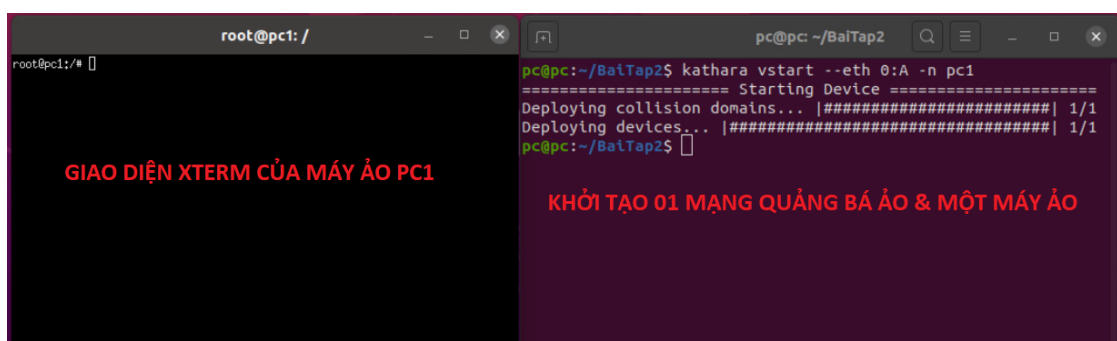 root@pc1: /
root@pc1:/#
GIAO DIỆN XTERM CỦA MÁY ẢO PC1
pc@pc: ~/BaiTap2
pc@pc:~/BaiTap2$ kathara vstart --eth 0:A -n pc1
====================== Starting Device ======================
Deploying collision domains... |########################| 1/1
Deploying devices... |##################################| 1/1
pc@pc:~/BaiTap2$
KHỞI TẠO 01 MẠNG QUẢNG BÁ ẢO & MỘT MÁY ẢO